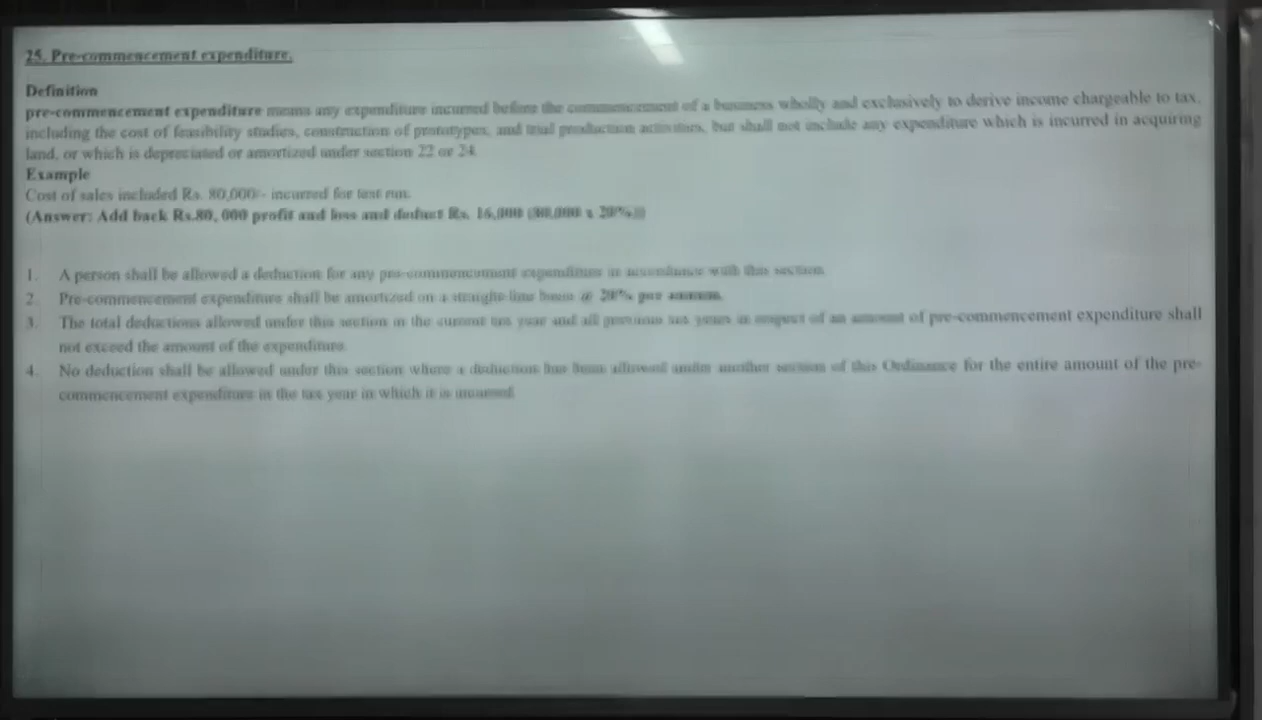 25. Pre-commencement expenditure.
Definition
pre-commencement expenditure means any expenditure incurred before the commencement of a business wholly and exclusively to derive income chargeable to tax,
including the cost of feasibility studies, construction of prototypes, and trial production activities, but shall not include any expenditure which is incurred in acquiring
land, or which is depreciated or amortized under section 22 or 24.
Example
Cost of sales included Rs. 80,000/- incurred for test run.
(Answer: Add back Rs.80, 000 profit and loss and deduct Rs. 16,000 (80,000 x 20%))
1. A person shall be allowed a deduction for any pre-commencement expenditure in accordance with this section.
2. Pre-commencement expenditure shall be amortized on a straight-line basis @ 20% per annum.
3. The total deductions allowed under this section in the current tax year and all previous tax years in respect of an amount of pre-commencement expenditure shall
not exceed the amount of the expenditure.
4. No deduction shall be allowed under this section where a deduction has been allowed under another section of this Ordinance for the entire amount of the pre-
commencement expenditure in the tax year in which it is incurred.